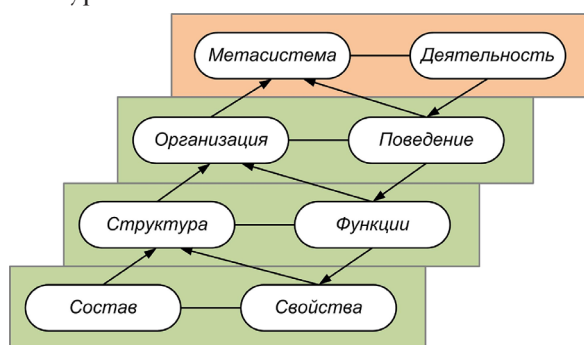 Метасистема Деятельность
Организация Поведение
Структура Функции
Состав Свойства